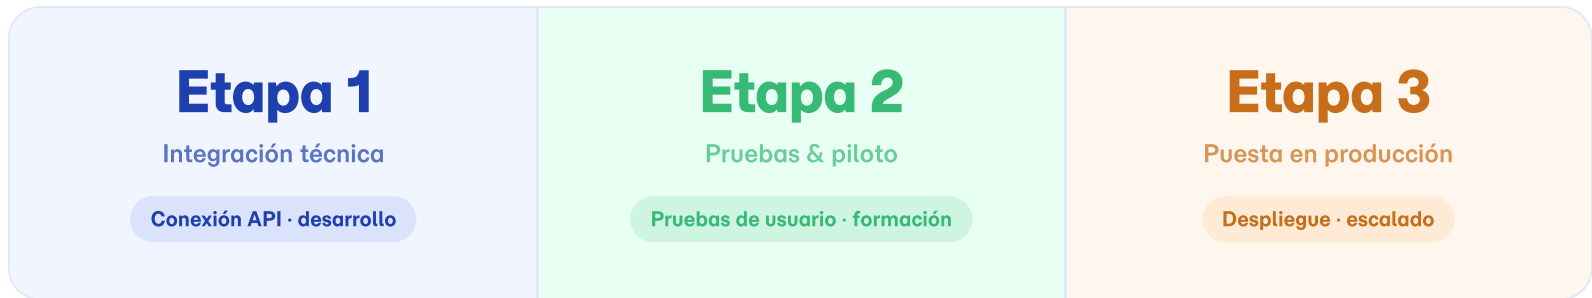 Etapa 1
Integración técnica
Conexión API · desarrollo
Etapa 2
Pruebas & piloto
Pruebas de usuario · formación
Etapa 3
Puesta en producción
Despliegue · escalado